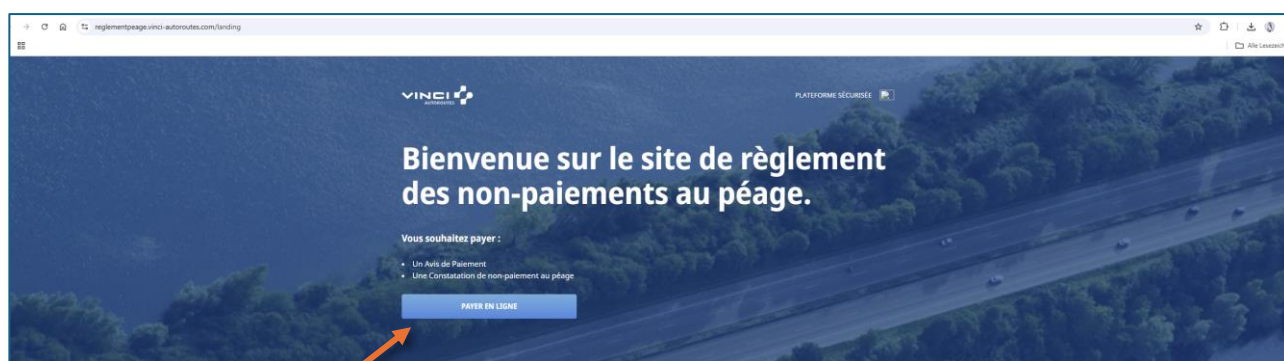 reglementpeage.vinci-autoroutes.com/landing
Alle Lesezeich
VINCI
AUTOROUTES
PLATEFORME SÉCURISÉE
Bienvenue sur le site de règlement
des non-paiements au péage.
Vous souhaitez payer :
• Un Avis de Paiement
• Une Constatation de non-paiement au péage
PAYER EN LIGNE